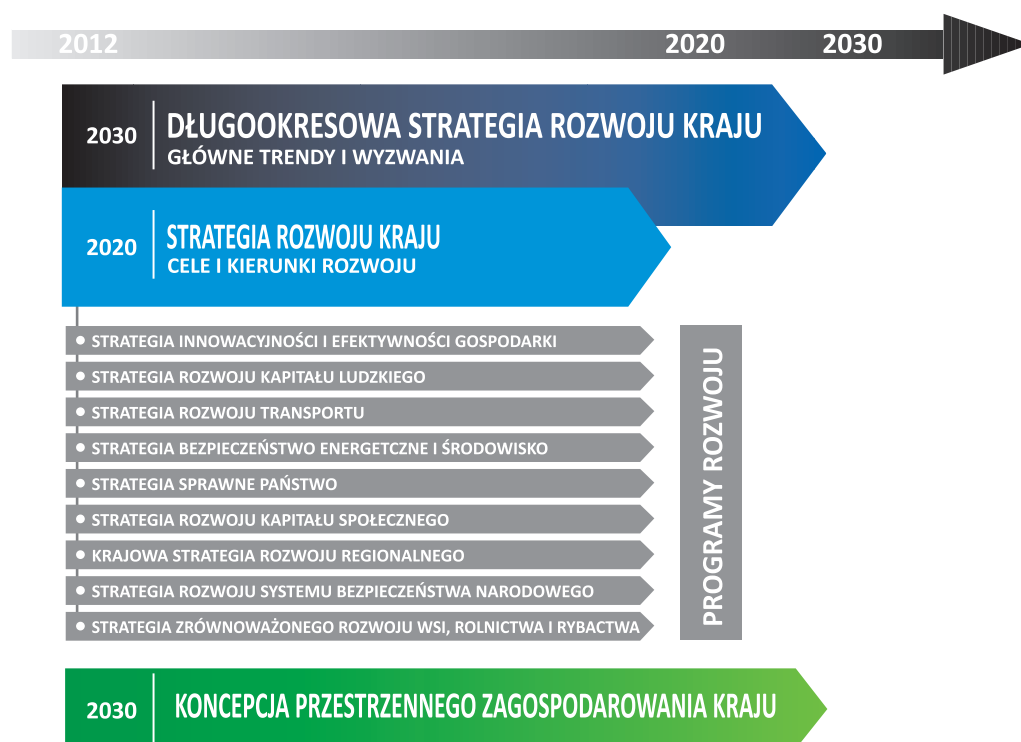 2012 2020 2030
2030 DŁUGOOKRESOWA STRATEGIA ROZWOJU KRAJU
GŁÓWNE TRENDY I WYZWANIA
2020 STRATEGIA ROZWOJU KRAJU
CELE I KIERUNKI ROZWOJU
STRATEGIA INNOWACYJNOŚCI I EFEKTYWNOŚCI GOSPODARKI
STRATEGIA ROZWOJU KAPITAŁU LUDZKIEGO
STRATEGIA ROZWOJU TRANSPORTU
STRATEGIA BEZPIECZEŃSTWO ENERGETCZNE I ŚRODOWISKO
STRATEGIA SPRAWNE PAŃSTWO
STRATEGIA ROZWOJU KAPITAŁU SPOŁECZNEGO
KRAJOWA STRATEGIA ROZWOJU REGIONALNEGO
STRATEGIA ROZWOJU SYSTEMU BEZPIECZEŃSTWA NARODOWEGO
STRATEGIA ZRÓWNOWAŻONEGO ROZWOJU WSI, ROLNICTWA I RYBACTWA
PROGRAMY ROZWOJU
2030 KONCEPCJA PRZESTRZENNEGO ZAGOSPODAROWANIA KRAJU